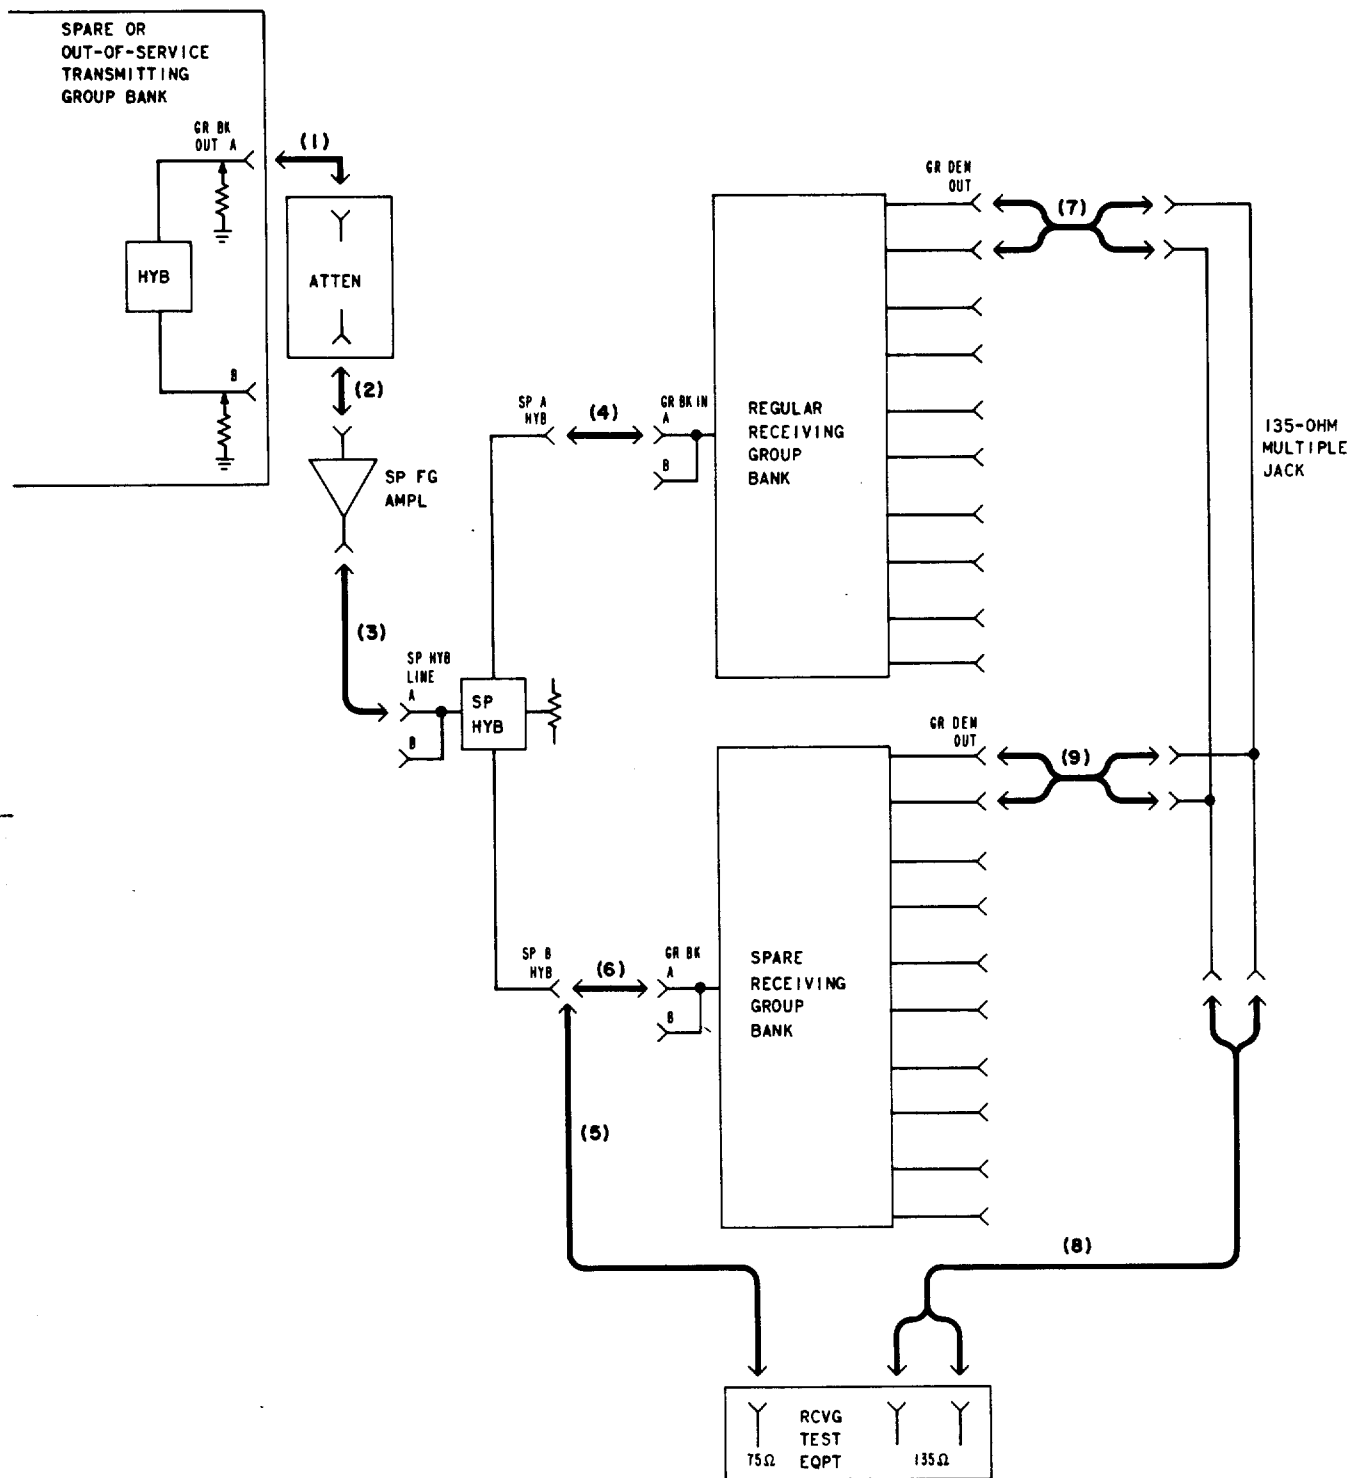 SPARE OR
OUT-OF-SERVICE
TRANSMITTING
GROUP BANK
GR BK
OUT A
(1)
HYB
B
ATTEN
(2)
SP FG
AMPL
(3)
SP HYB
LINE
A
B
SP
HYB
SP A
HYB
(4)
GR BK IN
A
B
REGULAR
RECEIVING
GROUP
BANK
GR DEM
OUT
(7)
135-OHM
MULTIPLE
JACK
SP B
HYB
(6)
GR BK
A
B
SPARE
RECEIVING
GROUP
BANK
GR DEM
OUT
(9)
(5)
(8)
RCVG
TEST
EQPT
75Ω
135Ω